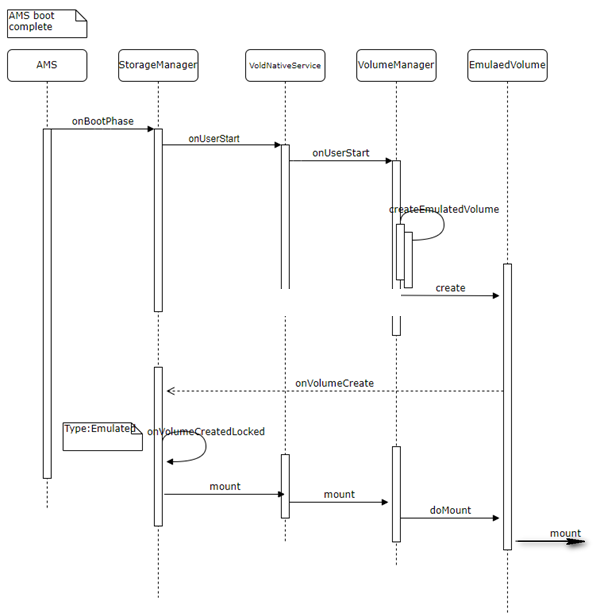 AMS boot
complete
AMS
StorageManager
VoldNativeService
VolumeManager
EmulaedVolume
onBootPhase
onUserStart
onUserStart
createEmulatedVolume
create
onVolumeCreate
Type:Emulated
onVolumeCreatedLocked
mount
mount
doMount
mount